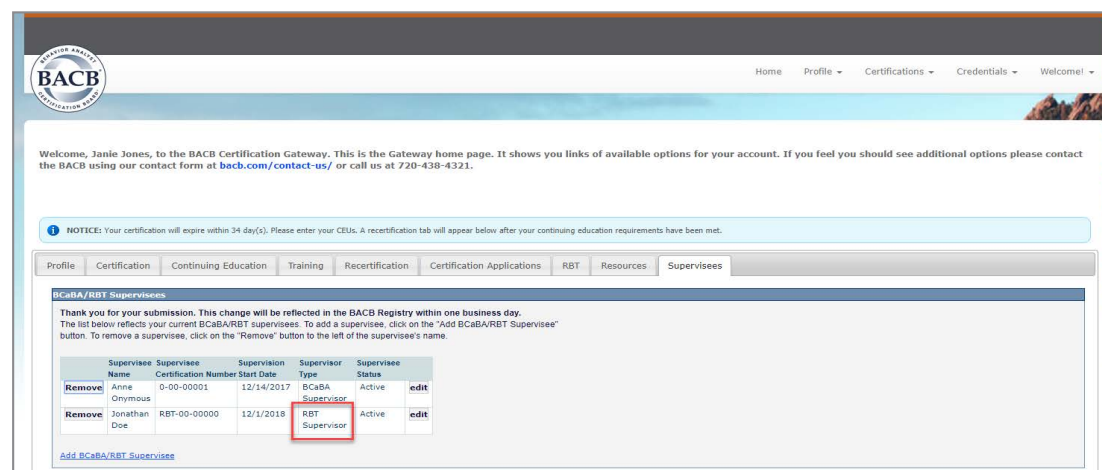 BEHAVIOR ANALYST
BACB
CERTIFICATION BOARD
Home Profile Certifications Credentials Welcome!
Welcome, Janie Jones, to the BACB Certification Gateway. This is the Gateway home page. It shows you links of available options for your account. If you feel you should see additional options please contact
the BACB using our contact form at bacb.com/contact-us/ or call us at 720-438-4321.
NOTICE: Your certification will expire within 34 day(s). Please enter your CEUs. A recertification tab will appear below after your continuing education requirements have been met.
Profile Certification Continuing Education Training Recertification Certification Applications RBT Resources Supervisees
BCaBA/RBT Supervisees
Thank you for your submission. This change will be reflected in the BACB Registry within one business day.
The list below reflects your current BCaBA/RBT supervisees. To add a supervisee, click on the "Add BCaBA/RBT Supervisee"
button. To remove a supervisee, click on the "Remove" button to the left of the supervisee's name.
Supervisee Supervisee Supervision Supervisor Supervisee
Name Certification Number Start Date Type Status
Remove Anne 0-00-00001 12/14/2017 BCaBA Active edit
Onymous Supervisor
Remove Jonathan RBT-00-00000 12/1/2018 RBT Active edit
Doe Supervisor
Add BCaBA/RBT Supervisee